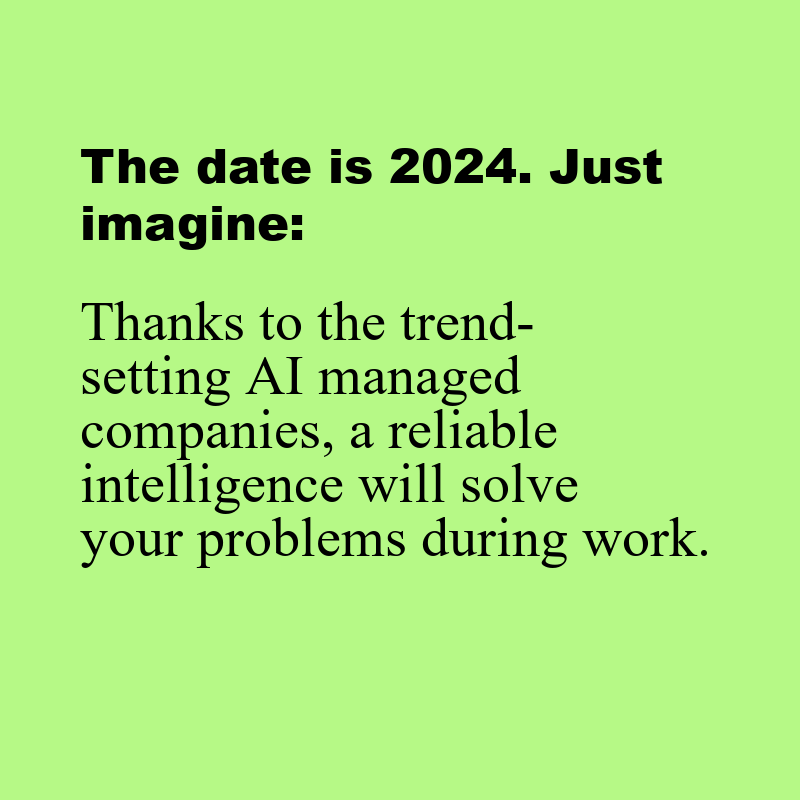 The date is 2024. Just
imagine:
Thanks to the trend-
setting AI managed
companies, a reliable
intelligence will solve
your problems during work.